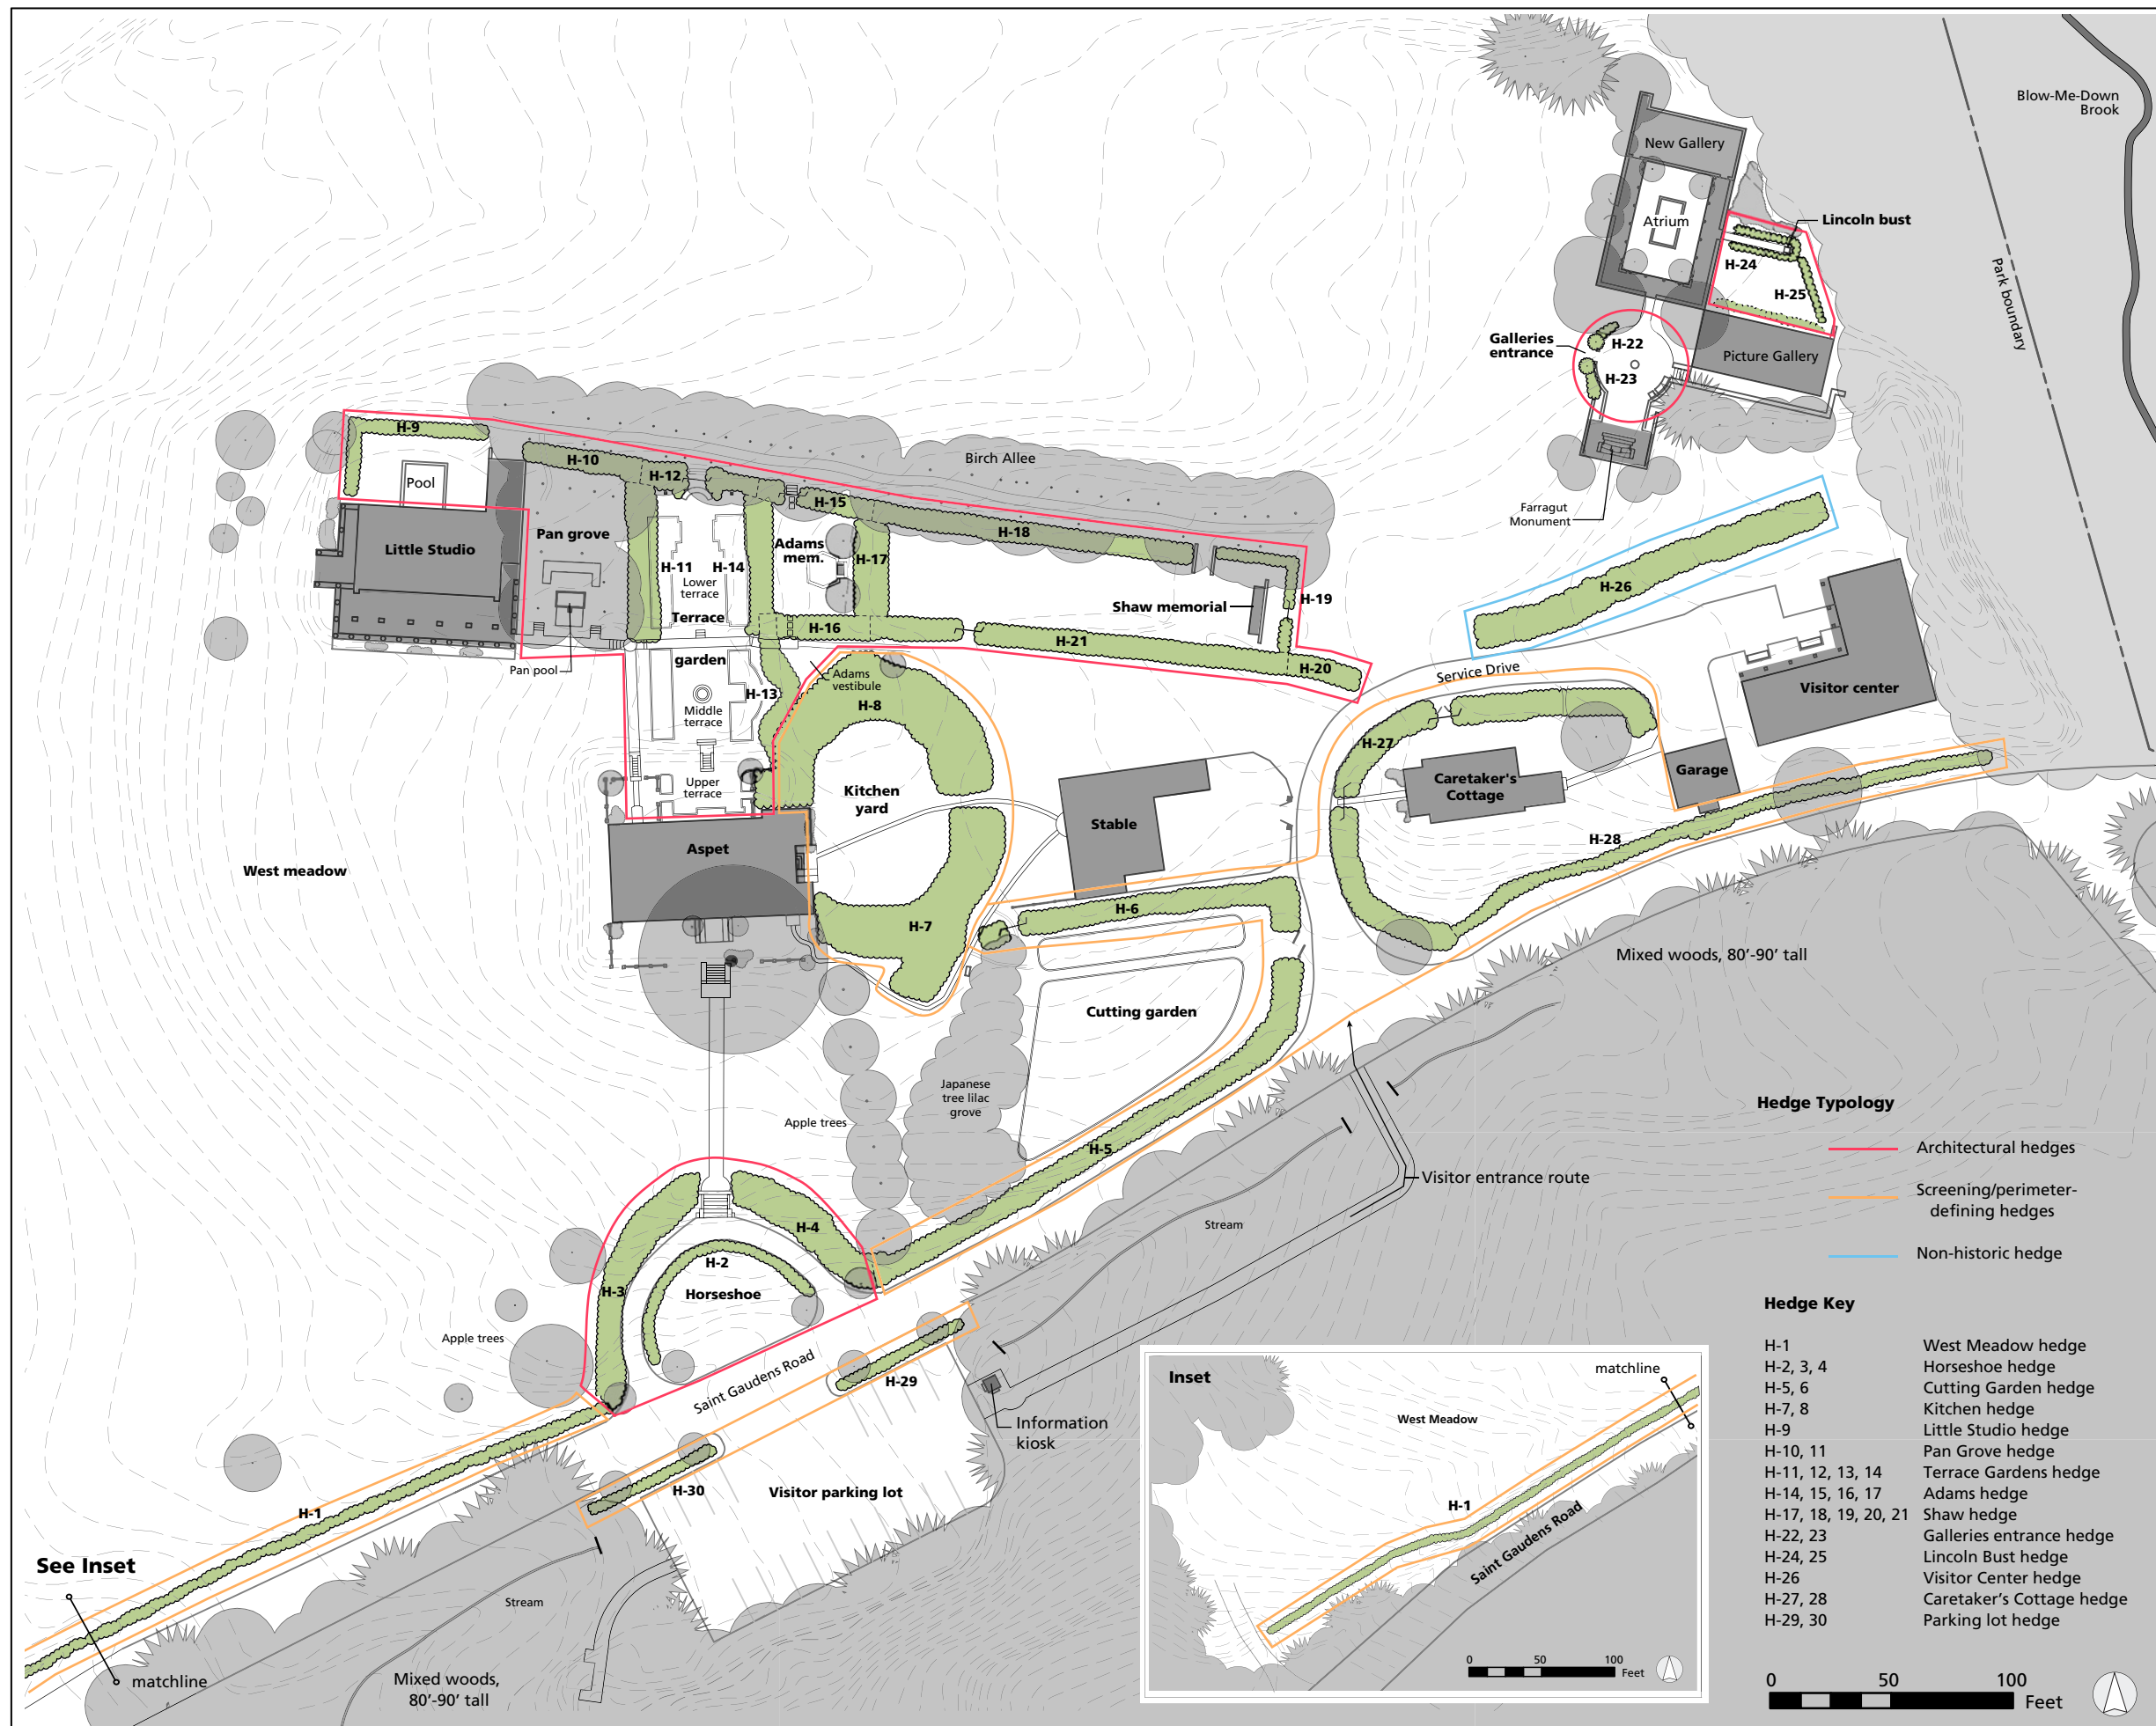 Blow-Me-Down
Brook
New Gallery
Atrium
Lincoln bust
H-24
H-25
Park boundary
Galleries
entrance
H-22
H-23
Picture Gallery
Farragut
Monument
H-9
H-10
H-12
Birch Allee
Pool
H-15
H-18
Pan grove
Little Studio
Adams
mem.
H-17
H-11
H-14
Lower
terrace
Terrace
H-16
H-21
Shaw memorial
H-19
H-20
H-26
Pan pool
garden
Adams
vestibule
H-13
Middle
terrace
H-8
Service Drive
Visitor center
H-27
Upper
terrace
Kitchen
yard
Stable
Caretaker's
Cottage
Garage
Aspet
H-28
West meadow
H-7
H-6
Mixed woods, 80’-90’ tall
Cutting garden
Japanese
tree lilac
grove
Apple trees
H-5
Visitor entrance route
Stream
H-4
H-2
H-3
Horseshoe
Apple trees
Saint Gaudens Road
H-29
Information
kiosk
H-30
Visitor parking lot
H-1
See Inset
matchline
Stream
Mixed woods,
80’-90’ tall
Inset
matchline
West Meadow
H-1
Saint Gaudens Road
0 50 100
Feet
Hedge Typology
Architectural hedges
Screening/perimeter-
defining hedges
Non-historic hedge
Hedge Key
H-1 West Meadow hedge
H-2, 3, 4 Horseshoe hedge
H-5, 6 Cutting Garden hedge
H-7, 8 Kitchen hedge
H-9 Little Studio hedge
H-10, 11 Pan Grove hedge
H-11, 12, 13, 14 Terrace Gardens hedge
H-14, 15, 16, 17 Adams hedge
H-17, 18, 19, 20, 21 Shaw hedge
H-22, 23 Galleries entrance hedge
H-24, 25 Lincoln Bust hedge
H-26 Visitor Center hedge
H-27, 28 Caretaker’s Cottage hedge
H-29, 30 Parking lot hedge
0 50 100
Feet